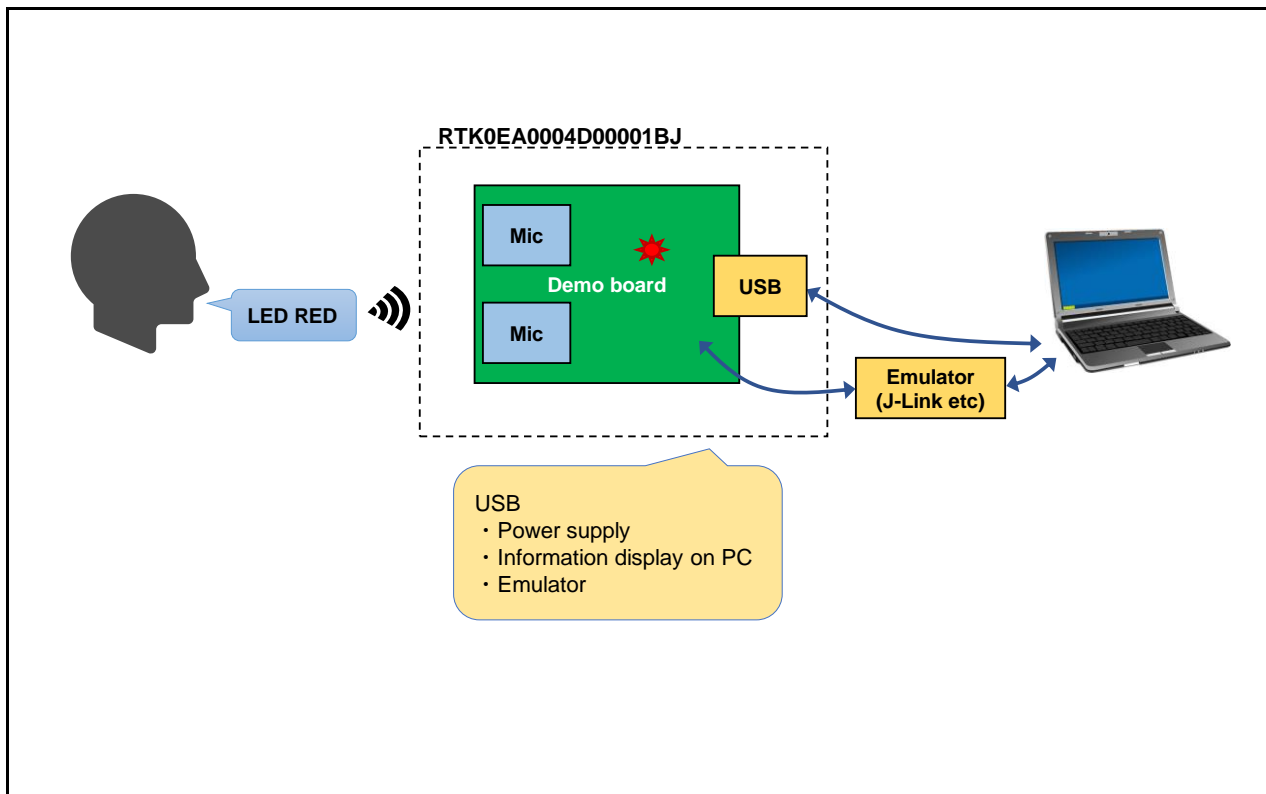 RTK0EA0004D00001BJ
Mic
Demo board
USB
LED RED
Mic
Emulator
(J-Link etc)
USB
・Power supply
・Information display on PC
・Emulator